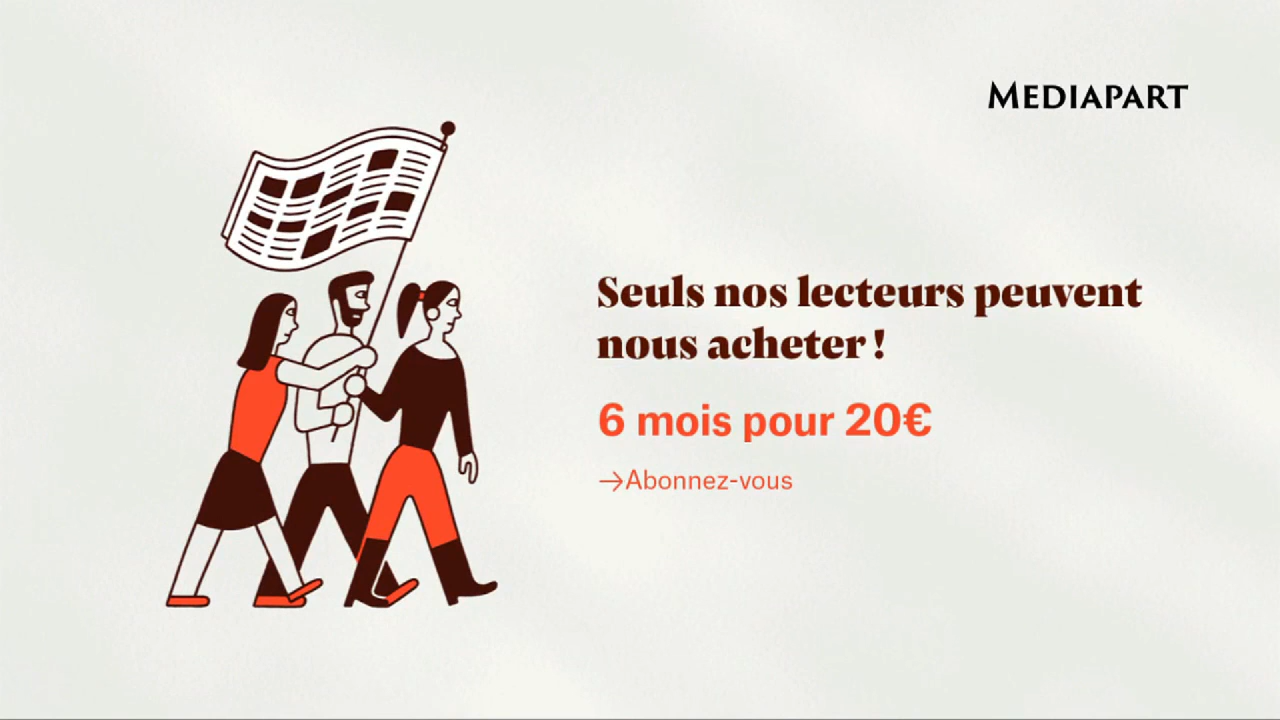 MEDIAPART
Seuls nos lecteurs peuvent
nous acheter !
6 mois pour 20€
→Abonnez-vous